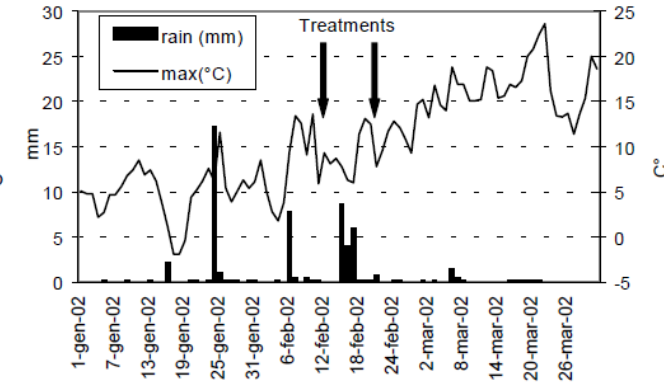 30
25
20
15
10
5
0
mm
rain (mm)
max(°C)
Treatments
25
20
15
10
5
0
-5
C°
1-gen-02
7-gen-02
13-gen-02
19-gen-02
25-gen-02
31-gen-02
6-feb-02
12-feb-02
18-feb-02
24-feb-02
2-mar-02
8-mar-02
14-mar-02
20-mar-02
26-mar-02